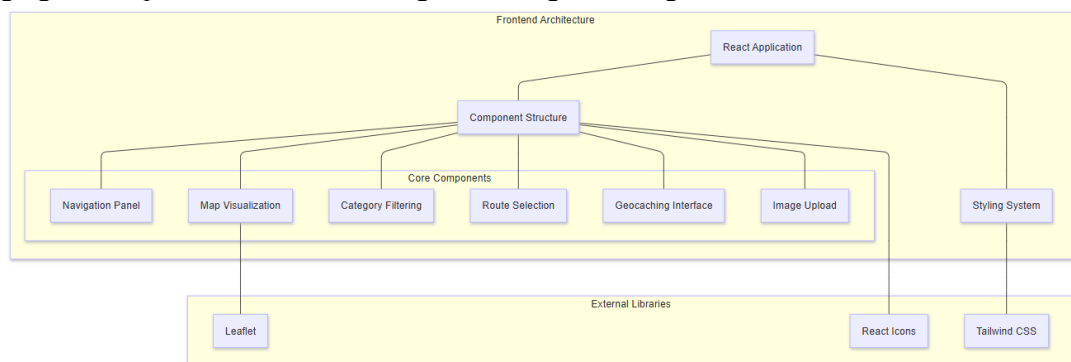 Frontend Architecture
React Application
Component Structure
Core Components
Navigation Panel
Map Visualization
Category Filtering
Route Selection
Geocaching Interface
Image Upload
Styling System
External Libraries
Leaflet
React Icons
Tailwind CSS